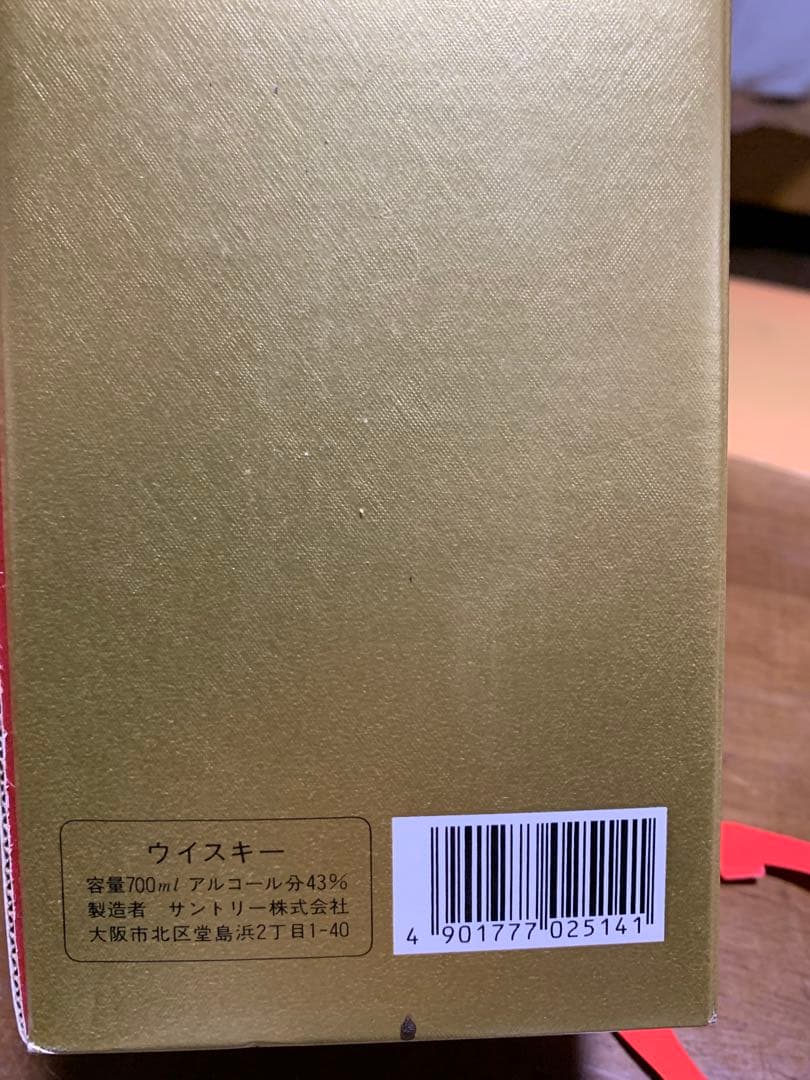 ウイスキー
容量700ml アルコール分43%
製造者 サントリー株式会社
大阪市北区堂島浜2丁目1-40
4 901777 025141